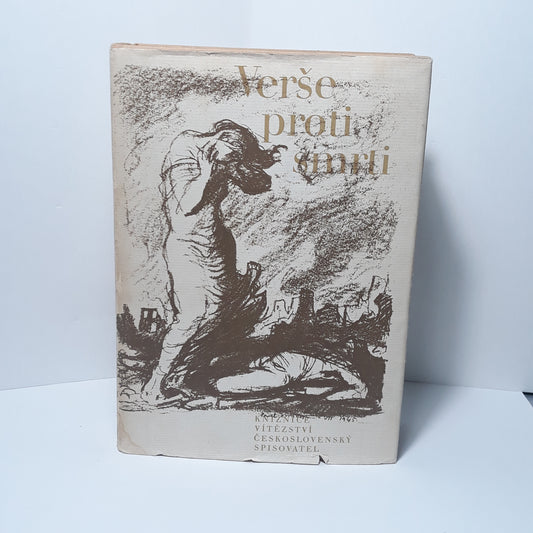 Verše
proti
smrti
KNIŽNICE
VÍTĚZSTVÍ
ČESKOSLOVENSKÝ
SPISOVATEL